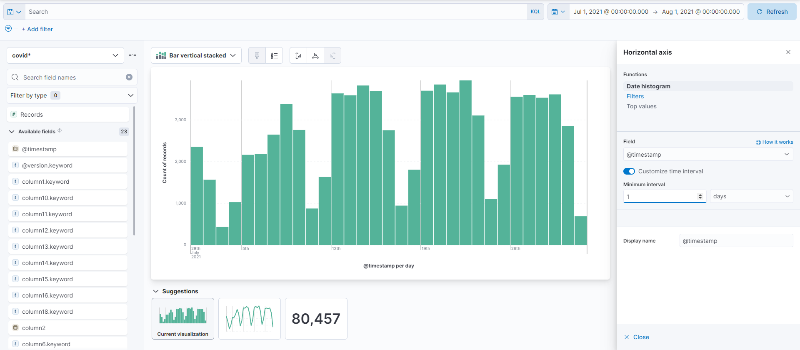 Search
KQL
Jul 1, 2021 @ 00:00:00.000 → Aug 1, 2021 @ 00:00:00.000
Refresh
+ Add filter
covid*
Search field names
Filter by type 0
Records
Available fields 23
@timestamp
@version.keyword
column1.keyword
column10.keyword
column11.keyword
column12.keyword
column13.keyword
column14.keyword
column15.keyword
column16.keyword
column18.keyword
column2
column6.keyword
Bar vertical stacked
Count of records
@timestamp per day
Suggestions
Current visualization
80,457
Horizontal axis
Functions
Date histogram
Filters
Top values
Field
How it works
@timestamp
Customize time interval
Minimum interval
1
days
Display name
@timestamp
Close